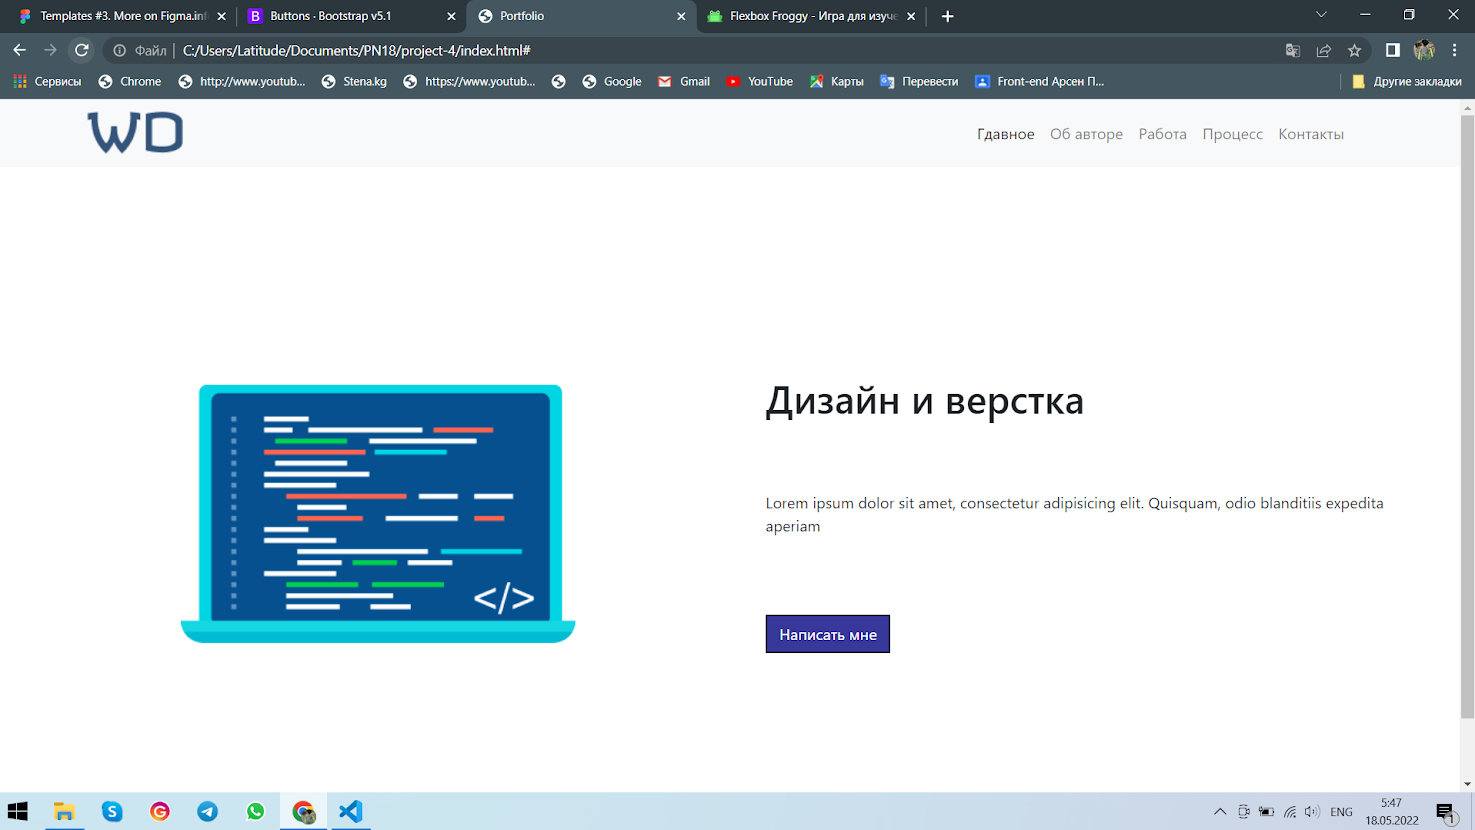 Templates #3. More on Figma.inf
Buttons · Bootstrap v5.1
Portfolio
Flexbox Froggy - Игра для изуче
Файл
C:/Users/Latitude/Documents/PN18/project-4/index.html#
Сервисы
Chrome
http://www.youtub...
Stena.kg
https://www.youtub...
Google
Gmail
YouTube
Карты
Перевести
Front-end Арсен П...
Другие закладки
WD
Гдавное
Об авторе
Работа
Процесс
Контакты
Дизайн и верстка
Lorem ipsum dolor sit amet, consectetur adipisicing elit. Quisquam, odio blanditiis expedita
aperiam
</>
Написать мне
ENG
5:47
18.05.2022
1